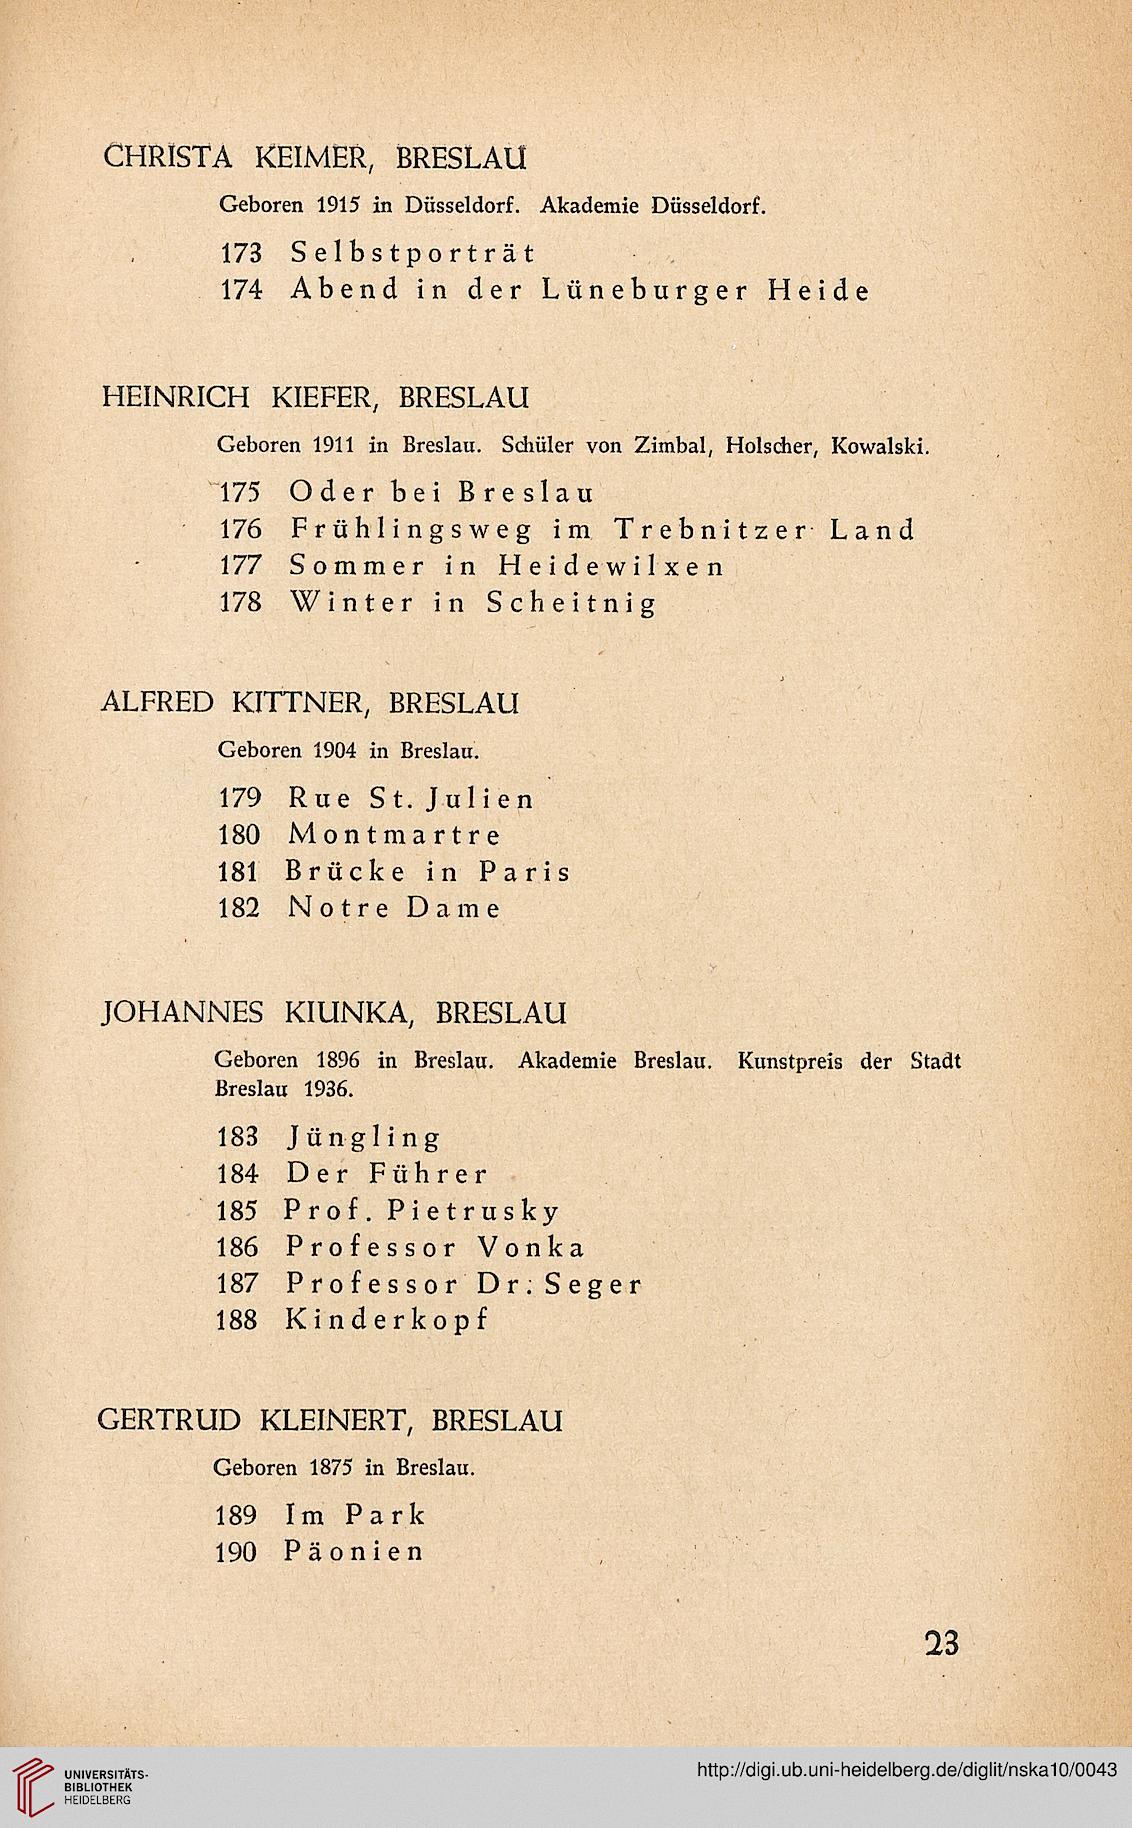 CHRISTA KEIMER, BRESLAU
Geboren 1915 in Düsseldorf. Akademie Düsseldorf.
173 Selbstporträt
174 Abend in der Lüneburger Heide
HEINRICH KIEFER, BRESLAU
Geboren 1911 in Breslau. Schüler von Zimbal, Holscher, Kowalski.
175 Oder bei Breslau
176 Frühlingsweg im Trebnitzer Land
177 Sommer in Heidewilxen
178 Winter in Scheitnig
ALFRED KITTNER, BRESLAU
Geboren 1904 in Breslau.
179 Rue St. Julien
180 Montmartre
181 Brücke in Paris
182 Notre Dame
JOHANNES KIUNKA, BRESLAU
Geboren 1896 in Breslau. Akademie Breslau. Kunstpreis der Stadt
Breslau 1936.
183 Jüngling
184 Der Führer
185 Prof. Pietrusky
186 Professor Vonka
187 Professor Dr. Seger
188 Kinderkopf
GERTRUD KLEINERT, BRESLAU
Geboren 1875 in Breslau.
189 Im Park
190 Päonien
23
UNIVERSITÄTS-
BIBLIOTHEK
HEIDELBERG
http://digi.ub.uni-heidelberg.de/diglit/nska10/0043